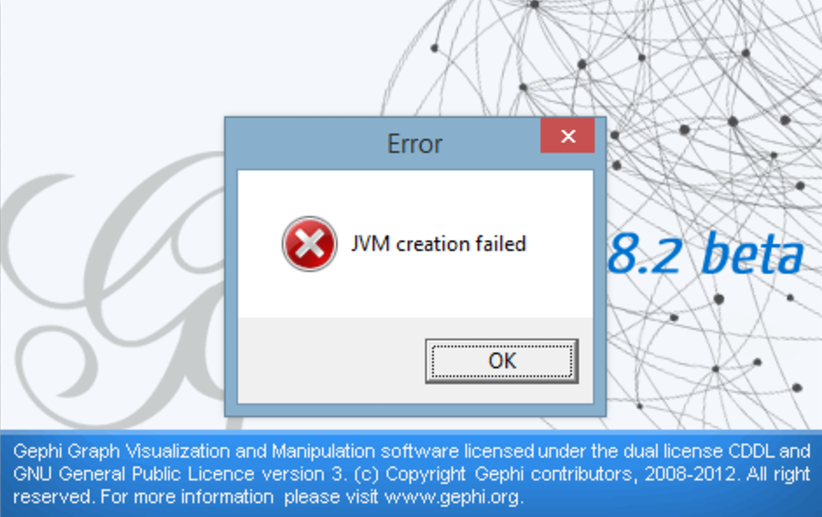 Error
JVM creation failed
8.2 beta
OK
Gephi Graph Visualization and Manipulation software licensed under the dual license CDDL and
GNU General Public Licence version 3. (c) Copyright Gephi contributors, 2008-2012. All right
reserved. For more information  please visit www.gephi.org.